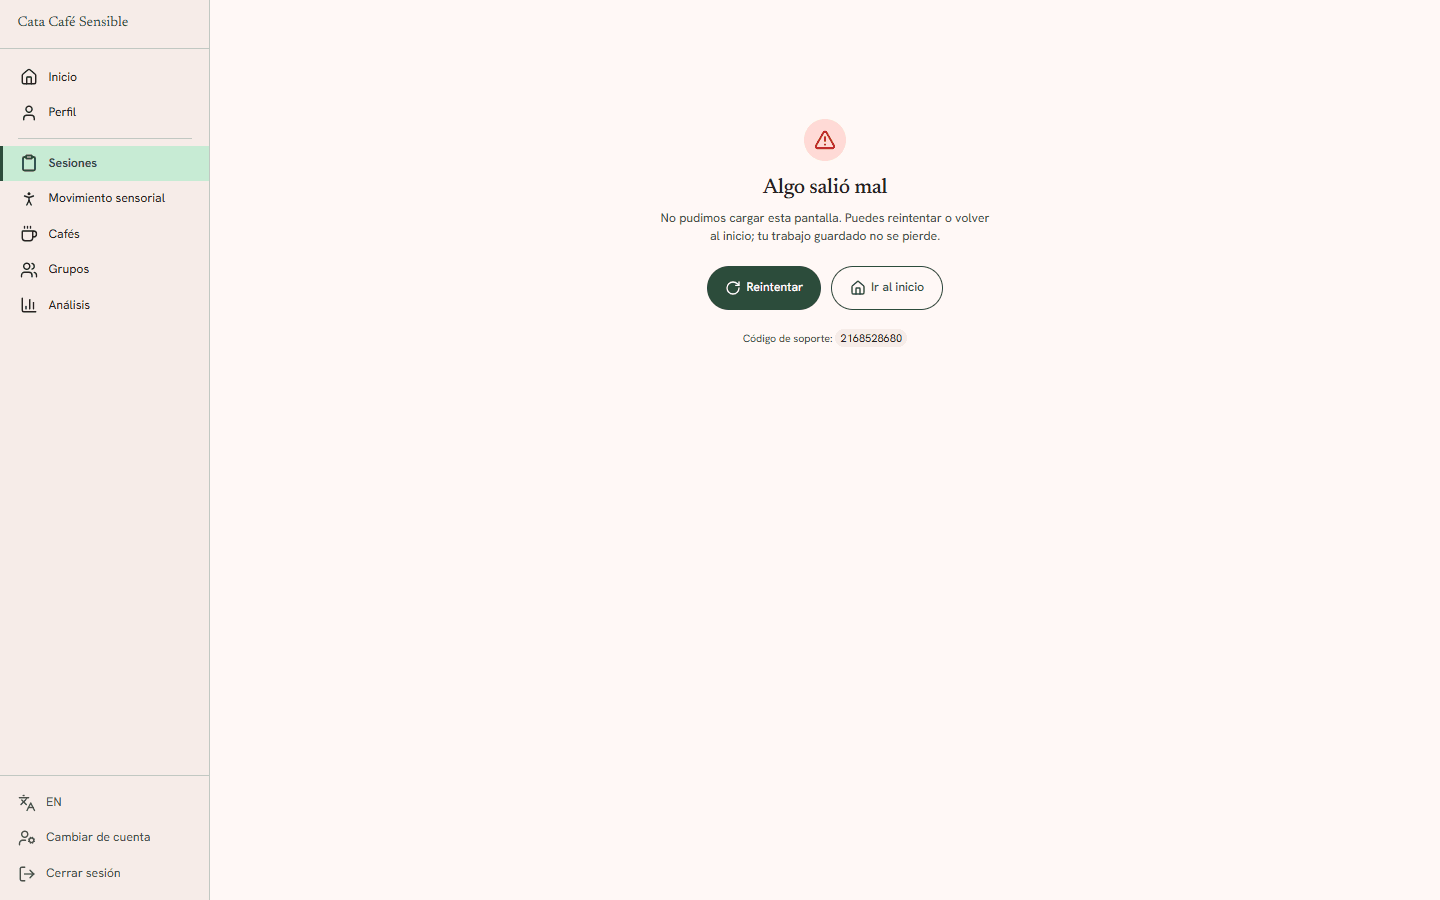 Cata Café Sensible
Inicio
Perfil
Sesiones
Movimiento sensorial
Cafés
Grupos
Análisis
EN
Cambiar de cuenta
Cerrar sesión
Algo salió mal
No pudimos cargar esta pantalla. Puedes reintentar o volver
al inicio; tu trabajo guardado no se pierde.
Reintentar
Ir al inicio
Código de soporte: 2168528680